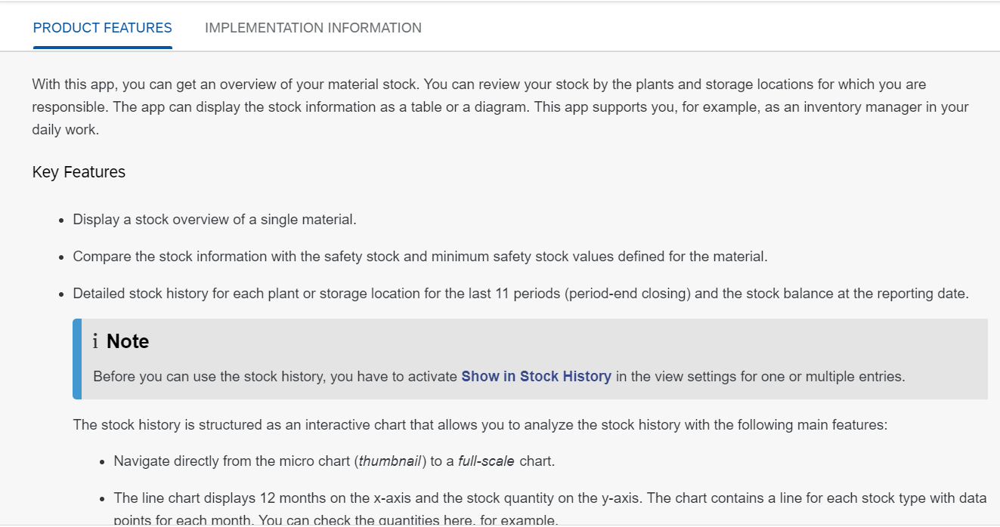 PRODUCT FEATURES IMPLEMENTATION INFORMATION
With this app, you can get an overview of your material stock. You can review your stock by the plants and storage locations for which you are
responsible. The app can display the stock information as a table or a diagram. This app supports you, for example, as an inventory manager in your
daily work.
Key Features
• Display a stock overview of a single material.
• Compare the stock information with the safety stock and minimum safety stock values defined for the material.
• Detailed stock history for each plant or storage location for the last 11 periods (period-end closing) and the stock balance at the reporting date.
i Note
Before you can use the stock history, you have to activate Show in Stock History in the view settings for one or multiple entries.
The stock history is structured as an interactive chart that allows you to analyze the stock history with the following main features:
• Navigate directly from the micro chart (thumbnail) to a full-scale chart.
• The line chart displays 12 months on the x-axis and the stock quantity on the y-axis. The chart contains a line for each stock type with data
points for each month. You can check the quantities here, for example,